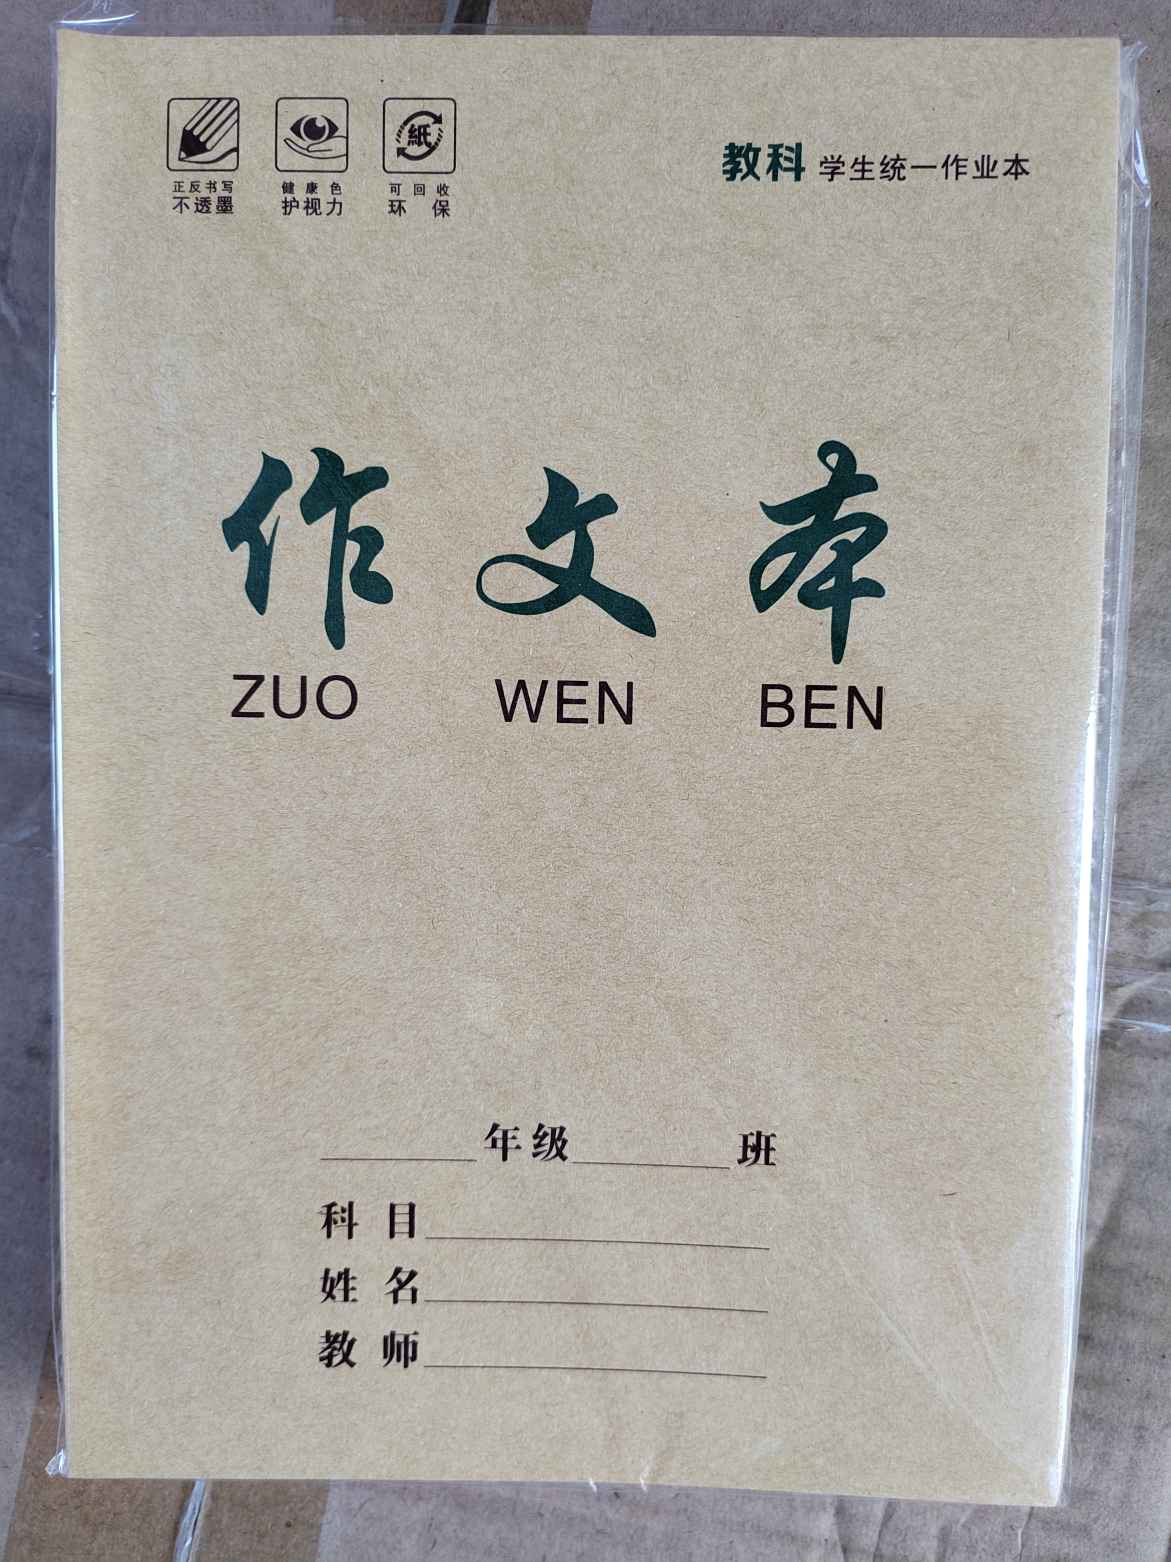 紙
正反书写
不透墨
健康色
护视力
可回收
环保
教科 学生统一作业本
作文本
ZUO WEN BEN
年级 班
科目
姓名
教师